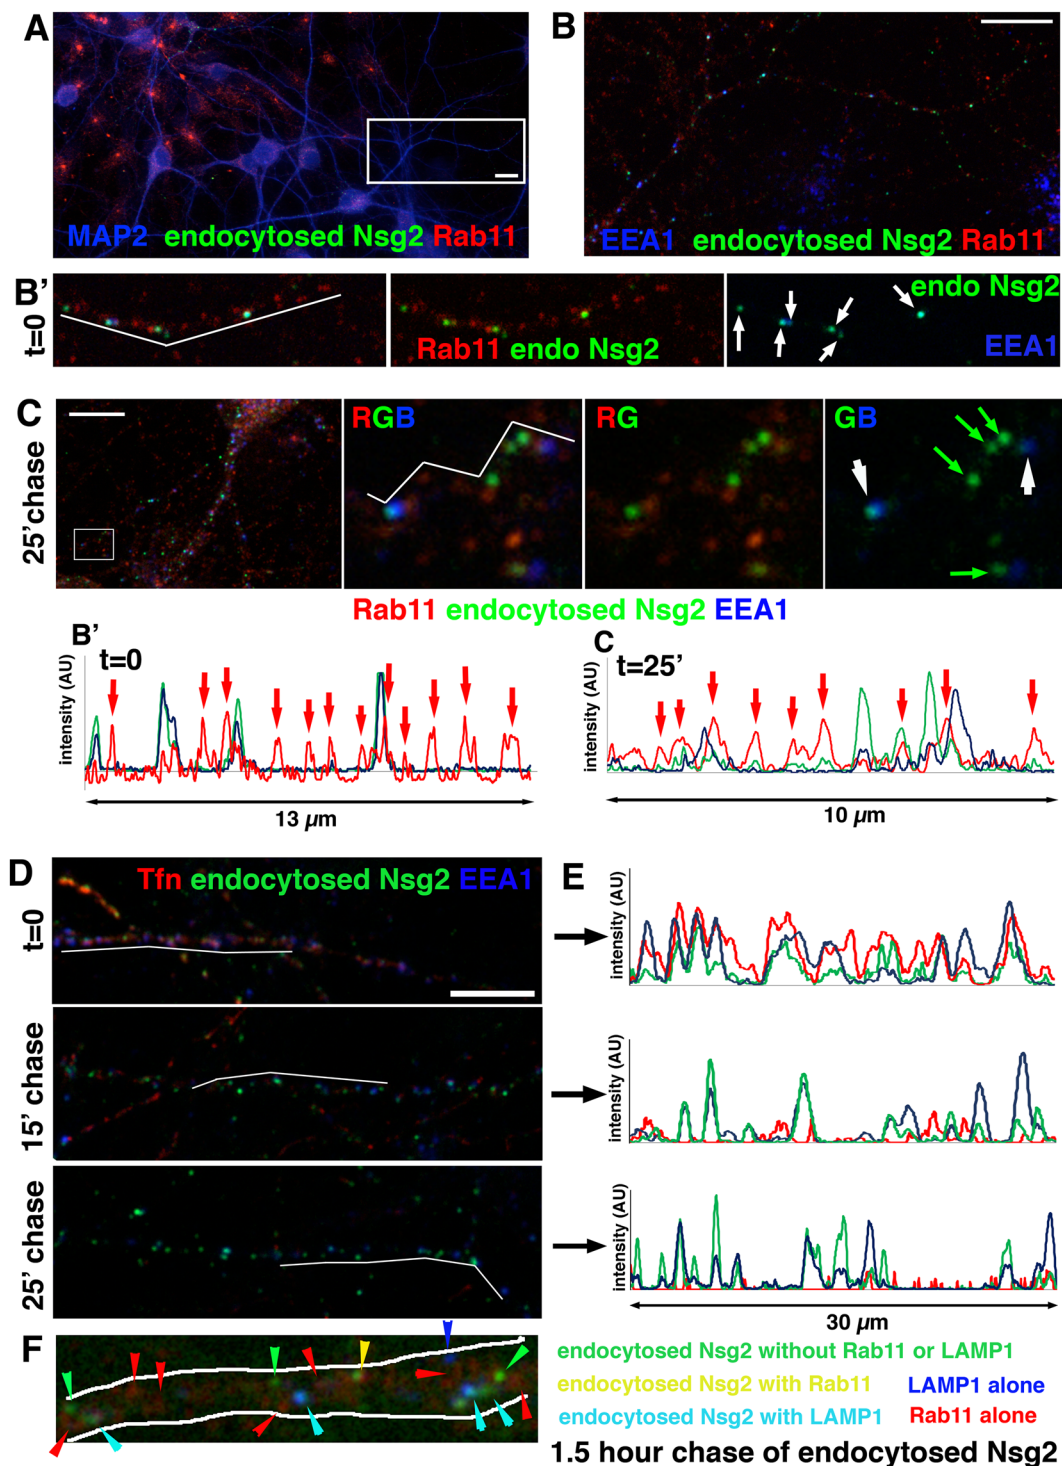 A
MAP2 endocytosed Nsg2 Rab11
B
EEA1 endocytosed Nsg2 Rab11
B’
t=0
Rab11 endo Nsg2
endo Nsg2
EEA1
C
25'chase
RGB
RG
GB
Rab11 endocytosed Nsg2 EEA1
B’
t=0
intensity (AU)
13 µm
C
t=25’
intensity (AU)
10 µm
D
Tfn endocytosed Nsg2 EEA1
t=0
15’ chase
25’ chase
E
intensity (AU)
intensity (AU)
intensity (AU)
30 µm
F
endocytosed Nsg2 without Rab11 or LAMP1
endocytosed Nsg2 with Rab11 LAMP1 alone
endocytosed Nsg2 with LAMP1 Rab11 alone
1.5 hour chase of endocytosed Nsg2